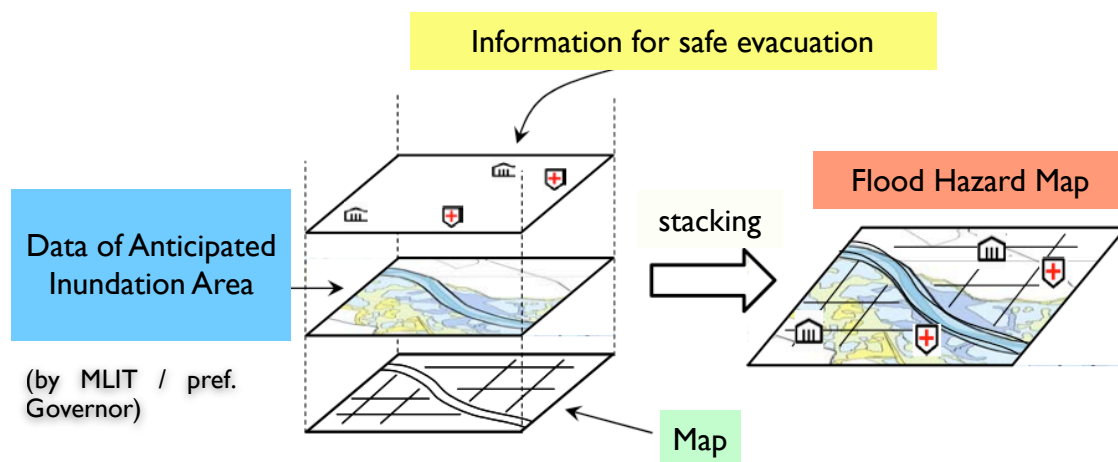 Information for safe evacuation
Flood Hazard Map
stacking
Data of Anticipated
Inundation Area
(by MLIT / pref.
Governor)
Map